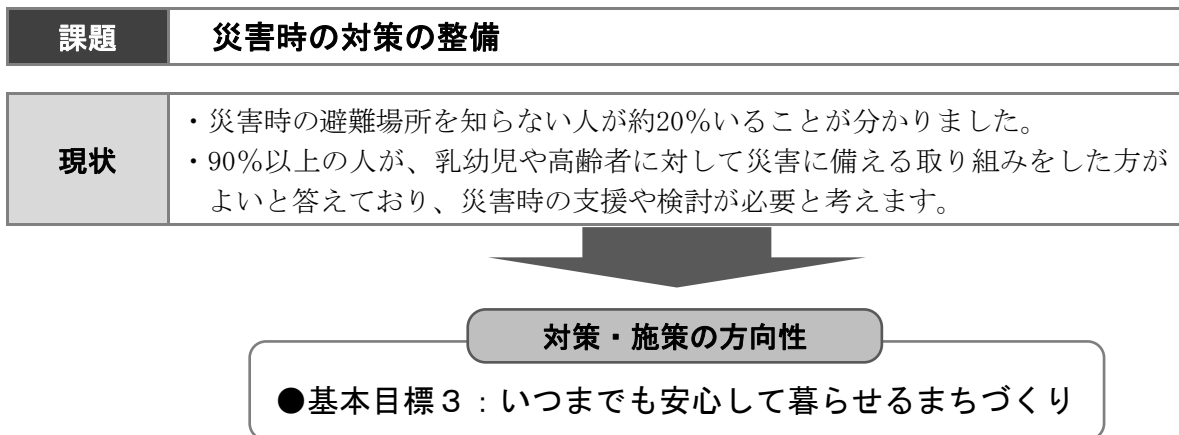 課題 災害時の対策の整備
・災害時の避難場所を知らない人が約20％いることが分かりました。
現状
・90％以上の人が、乳幼児や高齢者に対して災害に備える取り組みをした方が
よいと答えており、災害時の支援や検討が必要と考えます。
対策・施策の方向性
●基本目標３：いつまでも安心して暮らせるまちづくり